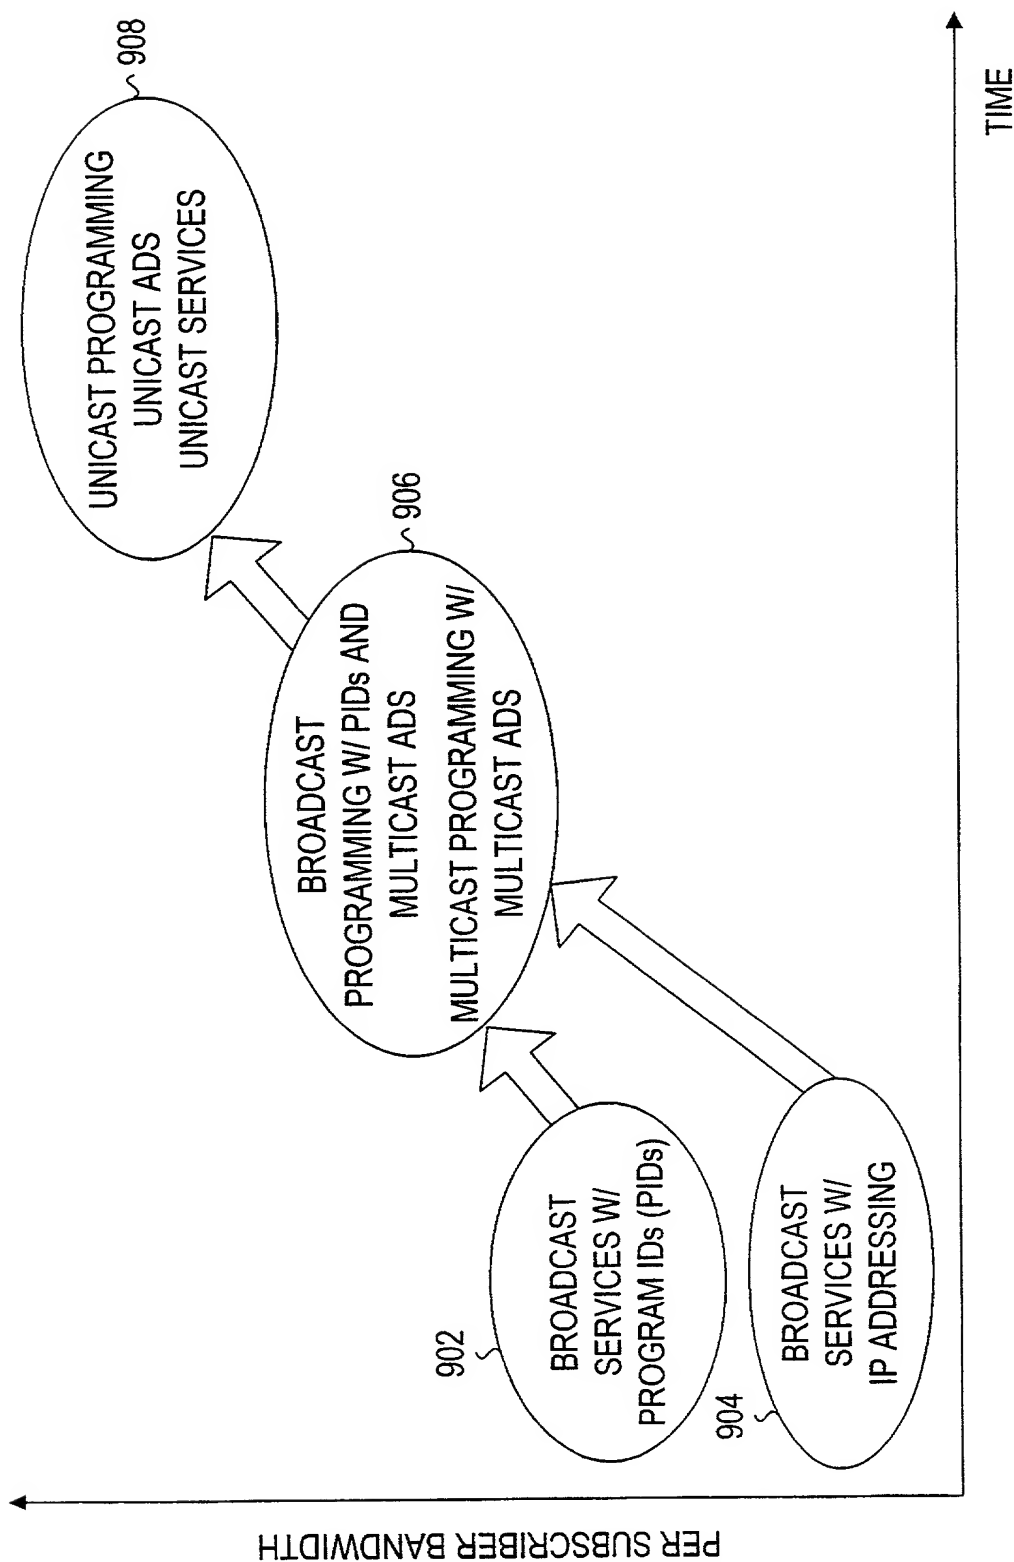 908
UNICAST PROGRAMMING
UNICAST ADS
UNICAST SERVICES
906
BROADCAST
PROGRAMMING W/ PIDs AND
MULTICAST ADS
MULTICAST PROGRAMMING W/
MULTICAST ADS
902
BROADCAST
SERVICES W/
PROGRAM IDs (PIDs)
904
BROADCAST
SERVICES W/
IP ADDRESSING
PER SUBSCRIBER BANDWIDTH
TIME